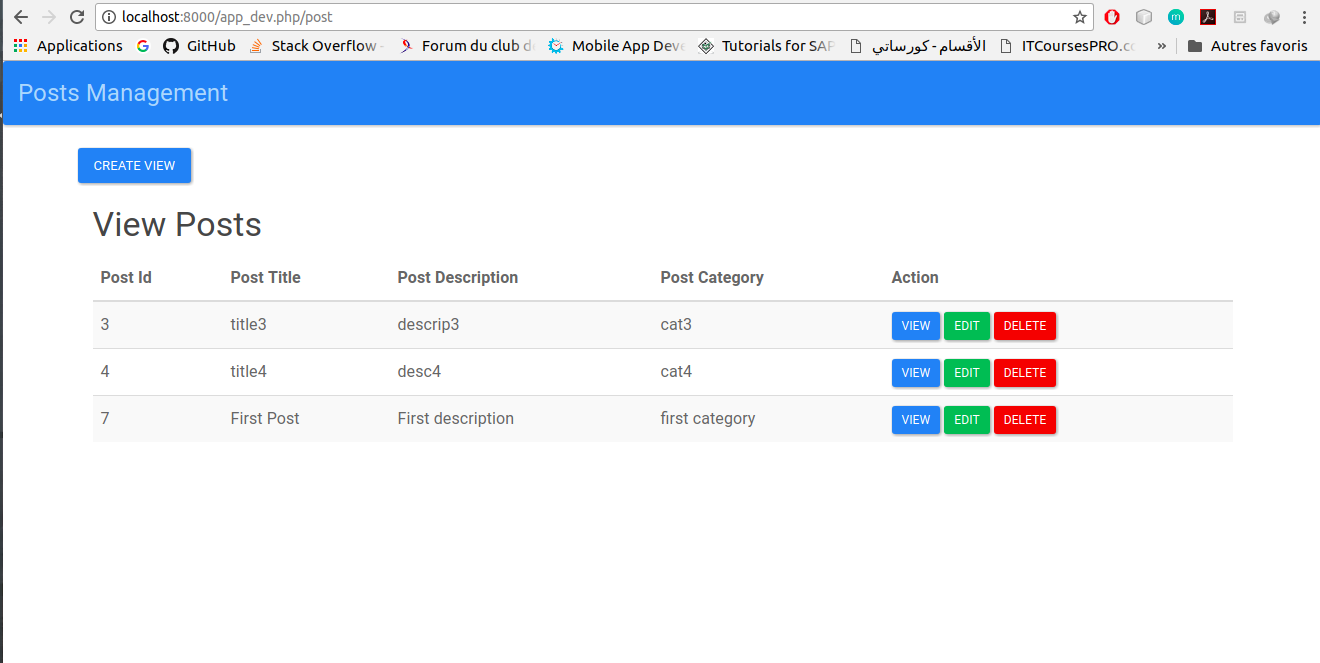 localhost:8000/app_dev.php/post
Applications GitHub Stack Overflow - Forum du club d Mobile App Deve Tutorials for SAP الأقسام - كورساتي ITCoursesPRO.co » Autres favoris
Posts Management
CREATE VIEW
View Posts
Post Id Post Title Post Description Post Category Action
3 title3 descrip3 cat3 VIEW EDIT DELETE
4 title4 desc4 cat4 VIEW EDIT DELETE
7 First Post First description first category VIEW EDIT DELETE